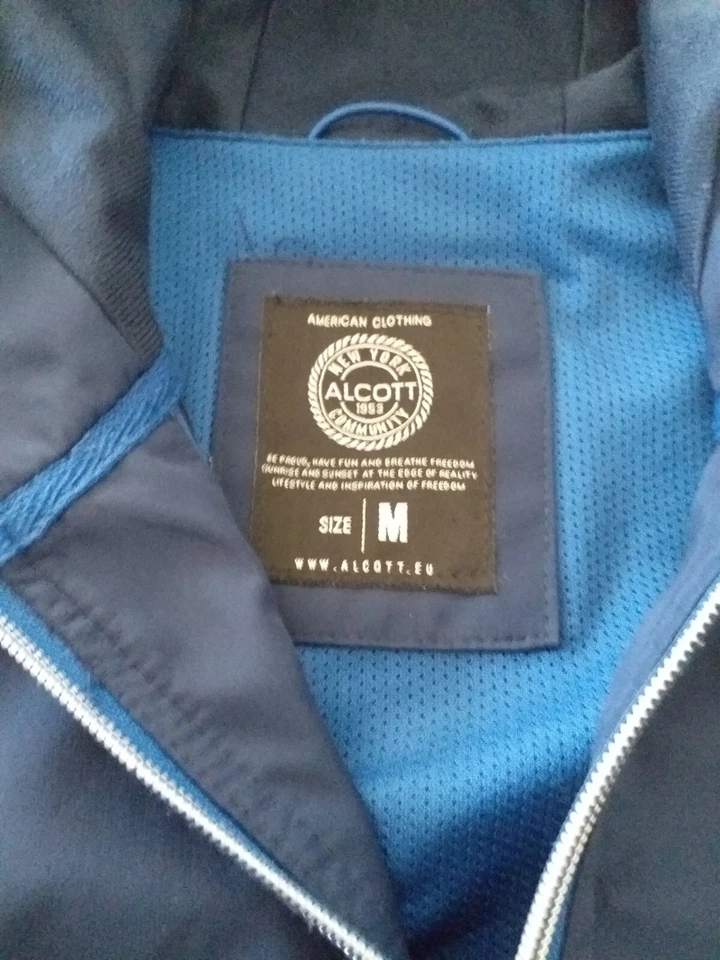 AMERICAN CLOTHING
NEW YORK
ALCOTT
1953
COMMUNITY
BE PROUD, HAVE FUN AND BREATHE FREEDOM
SUNRISE AND SUNSET AT THE EDGE OF REALITY
LIFESTYLE AND INSPIRATION OF FREEDOM
SIZE M
WWW.ALCOTT.EU